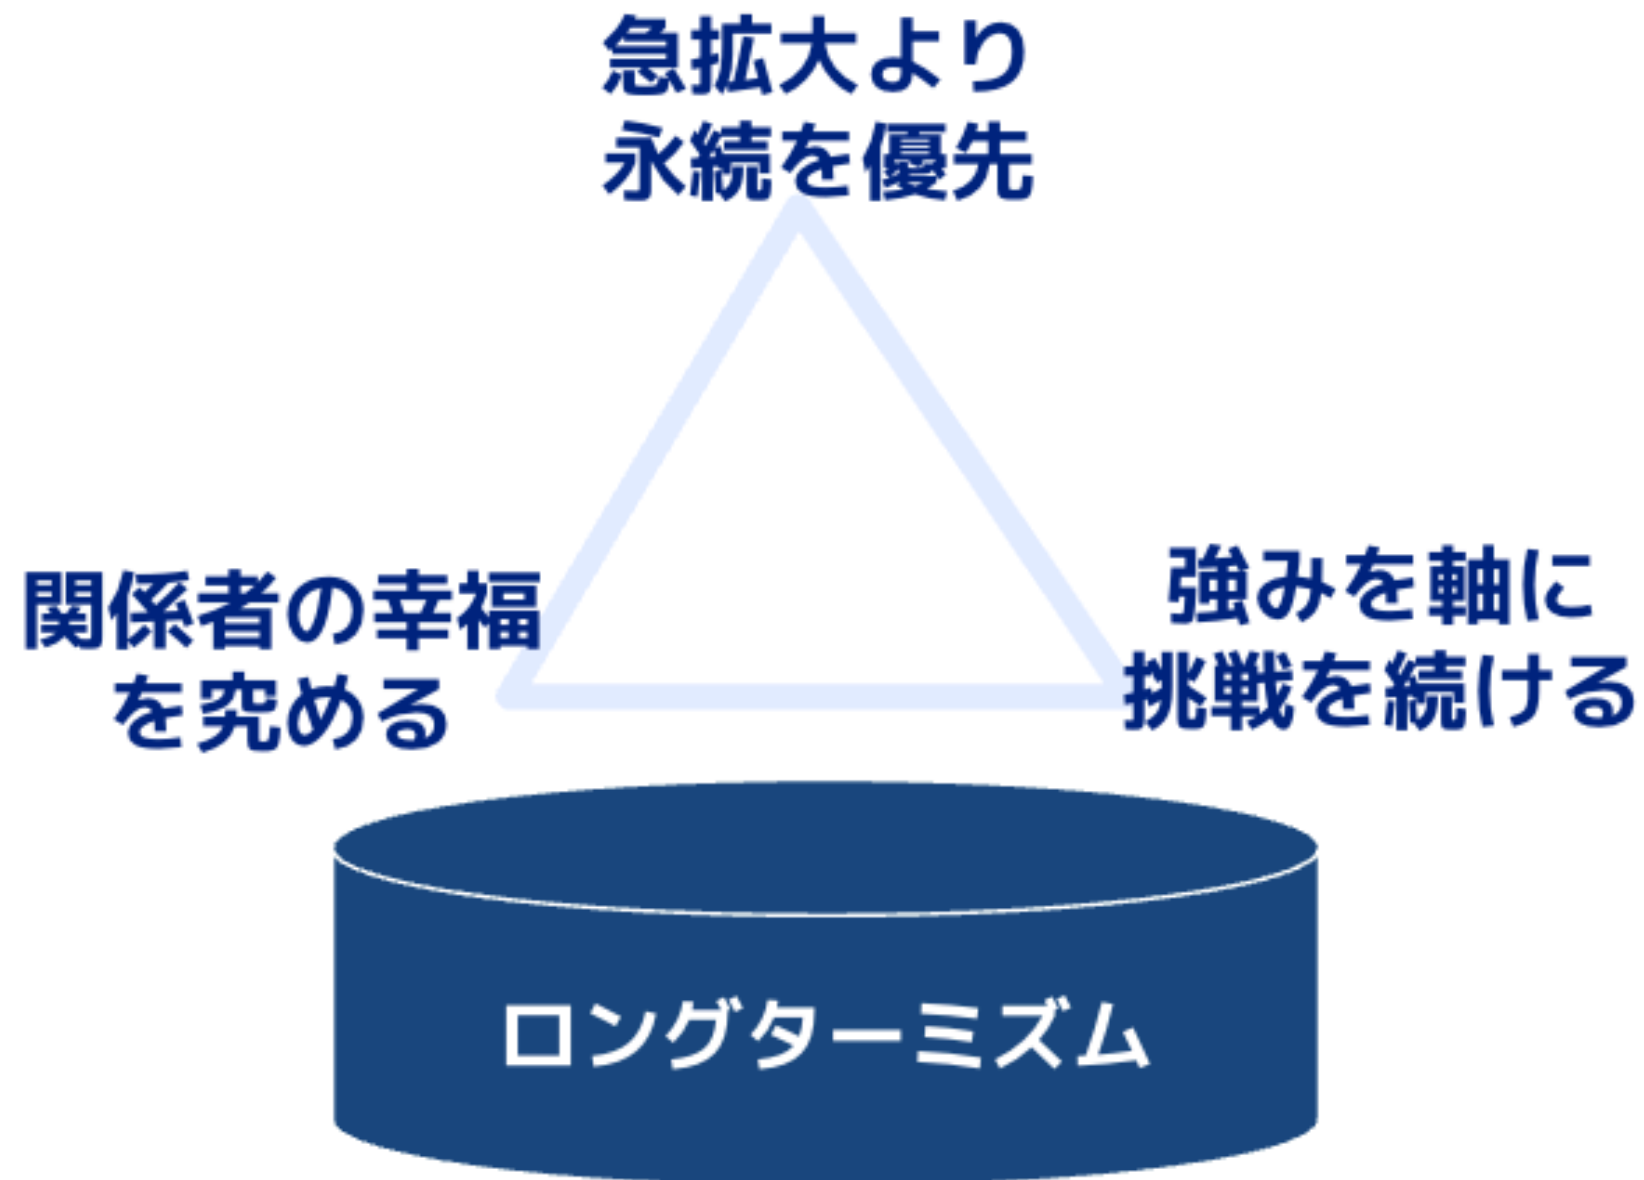 急拡大より
永続を優先
関係者の幸福
を究める
強みを軸に
挑戦を続ける
ロングターミズム